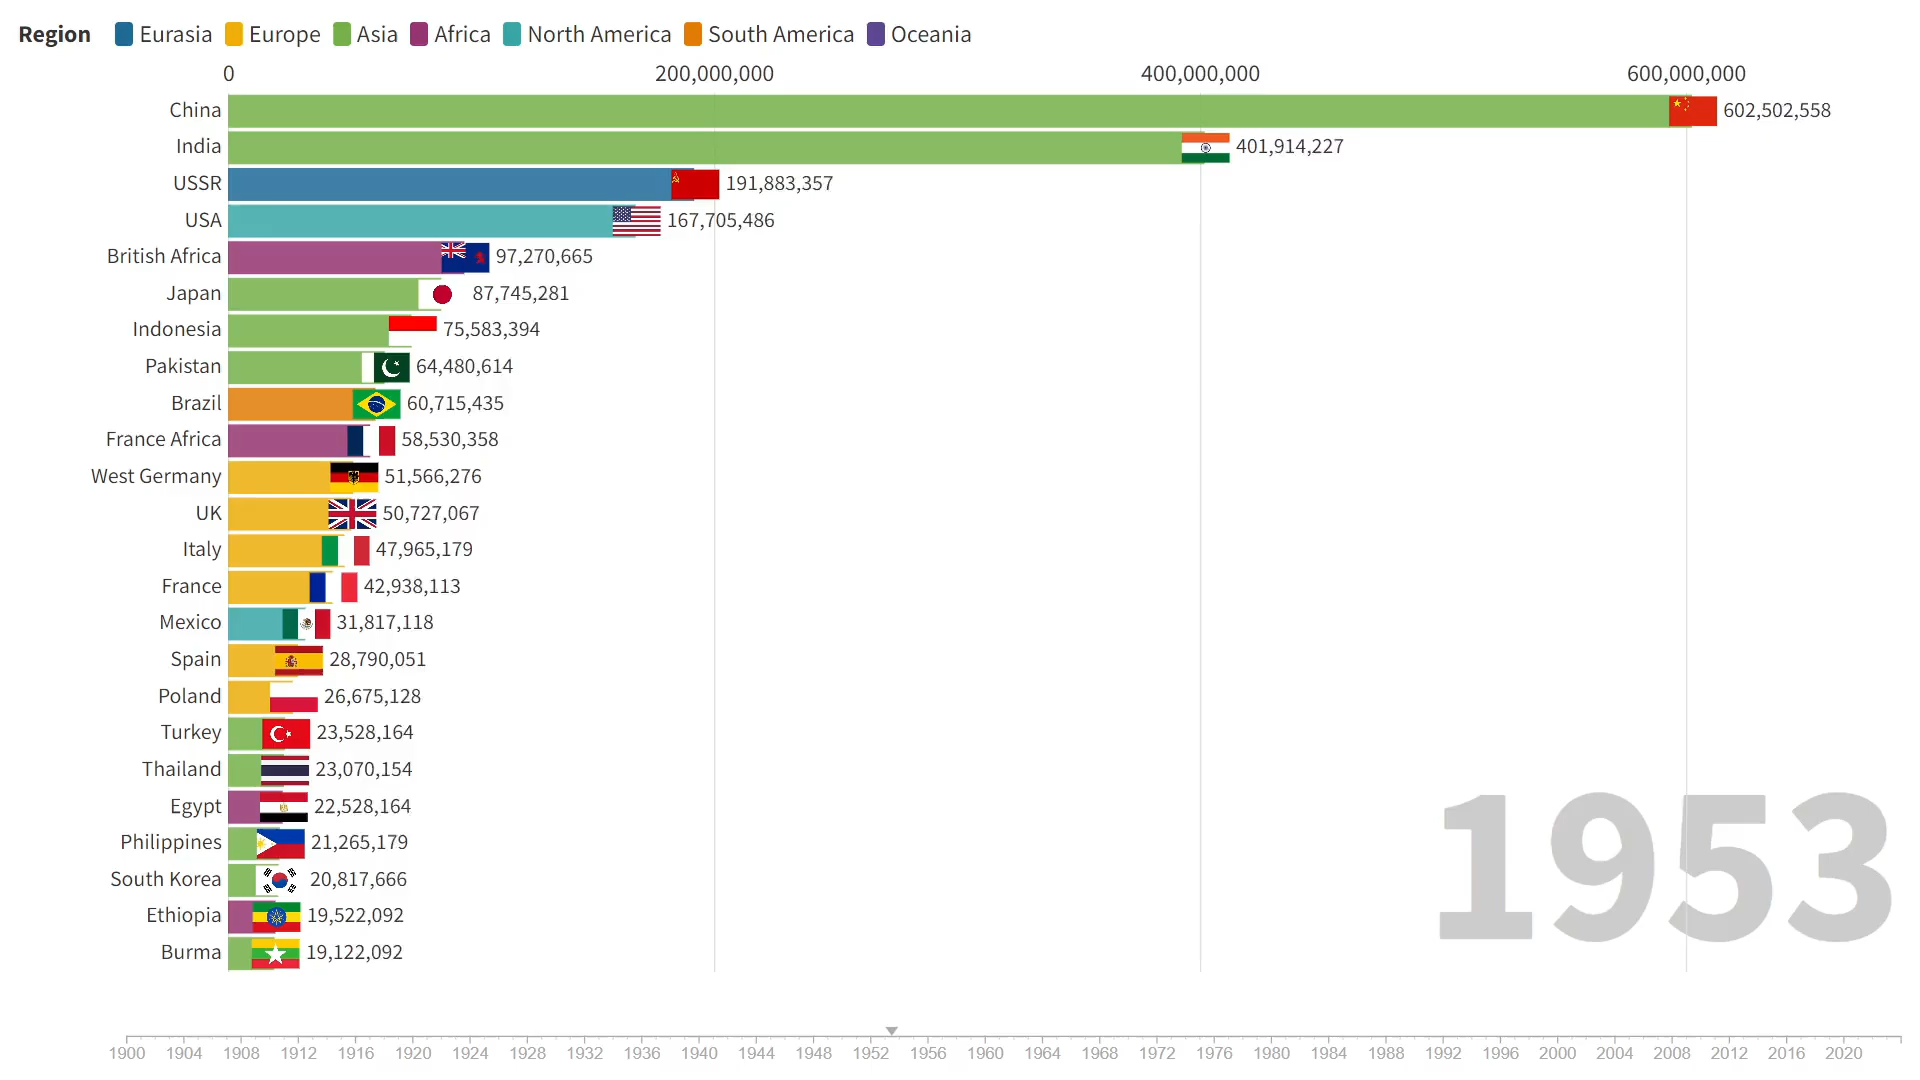 Region Eurasia Europe Asia Africa North America South America Oceania
0 200,000,000 400,000,000 600,000,000
China 602,502,558
India 401,914,227
USSR 191,883,357
USA 167,705,486
British Africa 97,270,665
Japan 87,745,281
Indonesia 75,583,394
Pakistan 64,480,614
Brazil 60,715,435
France Africa 58,530,358
West Germany 51,566,276
UK 50,727,067
Italy 47,965,179
France 42,938,113
Mexico 31,817,118
Spain 28,790,051
Poland 26,675,128
Turkey 23,528,164
Thailand 23,070,154
Egypt 22,528,164
Philippines 21,265,179
South Korea 20,817,666
Ethiopia 19,522,092
Burma 19,122,092
1953
1900 1904 1908 1912 1916 1920 1924 1928 1932 1936 1940 1944 1948 1952 1956 1960 1964 1968 1972 1976 1980 1984 1988 1992 1996 2000 2004 2008 2012 2016 2020